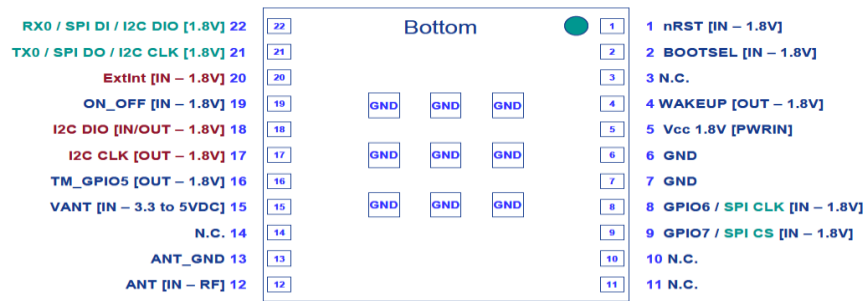 RX0 / SPI DI / I2C DIO [1.8V] 22 22 Bottom 1 1 nRST [IN – 1.8V]
TX0 / SPI DO / I2C CLK [1.8V] 21 21 2 2 BOOTSEL [IN – 1.8V]
ExtInt [IN – 1.8V] 20 20 3 3 N.C.
ON_OFF [IN – 1.8V] 19 19 GND GND GND 4 4 WAKEUP [OUT – 1.8V]
I2C DIO [IN/OUT – 1.8V] 18 18 5 5 Vcc 1.8V [PWRIN]
I2C CLK [OUT – 1.8V] 17 17 GND GND GND 6 6 GND
TM_GPIO5 [OUT – 1.8V] 16 16 7 7 GND
VANT [IN – 3.3 to 5VDC] 15 15 GND GND GND 8 8 GPIO6 / SPI CLK [IN – 1.8V]
N.C. 14 14 9 9 GPIO7 / SPI CS [IN – 1.8V]
ANT_GND 13 13 10 10 N.C.
ANT [IN – RF] 12 12 11 11 N.C.